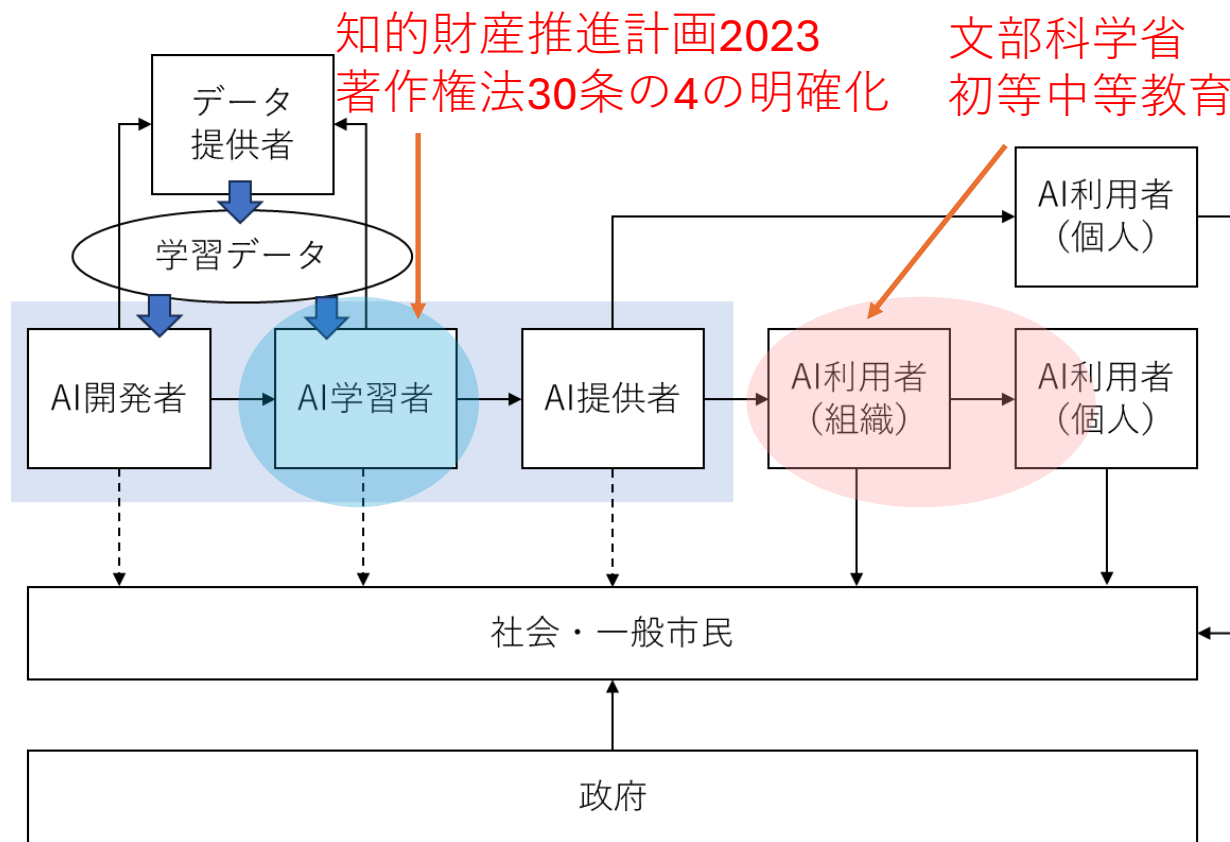 知的財産推進計画2023
著作権法30条の4の明確化
文部科学省
初等中等教育
データ
提供者
学習データ
AI利用者
（個人）
AI開発者
AI学習者
AI提供者
AI利用者
（組織）
AI利用者
（個人）
社会・一般市民
政府